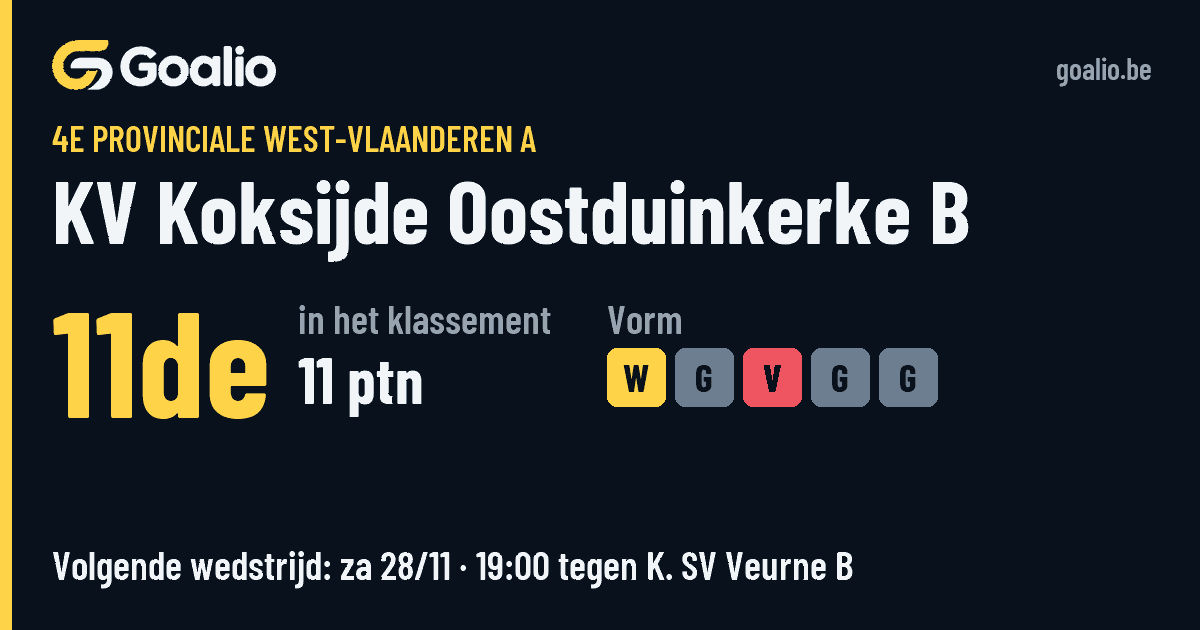 Goalio
goalio.be
4E PROVINCIALE WEST-VLAANDEREN A
KV Koksijde Oostduinkerke B
11de
in het klassement
11 ptn
Vorm
W G V G G
Volgende wedstrijd: za 28/11 · 19:00 tegen K. SV Veurne B